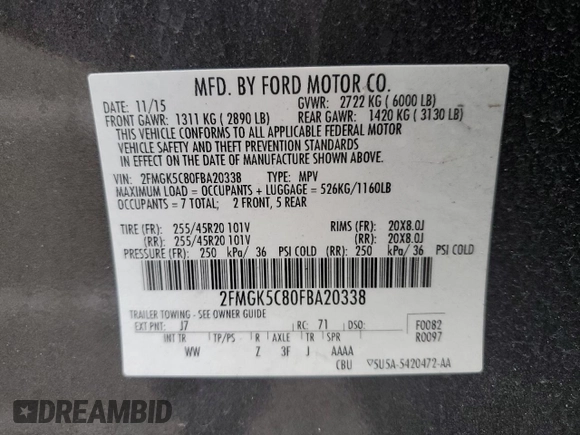 MFD. BY FORD MOTOR CO.
DATE: 11/15 GVWR: 2722 KG ( 6000 LB)
FRONT GAWR: 1311 KG ( 2890 LB) REAR GAWR: 1420 KG ( 3130 LB)
THIS VEHICLE CONFORMS TO ALL APPLICABLE FEDERAL MOTOR
VEHICLE SAFETY AND THEFT PREVENTION STANDARDS
IN EFFECT ON THE DATE OF MANUFACTURE SHOWN ABOVE.
VIN: 2FMGK5C80FBA20338 TYPE: MPV
MAXIMUM LOAD = OCCUPANTS + LUGGAGE = 526KG/1160LB
OCCUPANTS = 7 TOTAL; 2 FRONT, 5 REAR
TIRE (FR): 255/45R20 101V RIMS (FR): 20X8.0J
(RR): 255/45R20 101V (RR): 20X8.0J
PRESSURE (FR): 250 kPa/ 36 PSI COLD (RR): 250 kPa/ 36 PSI COLD
2FMGK5C80FBA20338
TRAILER TOWING - SEE OWNER GUIDE
EXT PNT: J7 RC: 71 DSO: F0082
INT TR TP/PS R AXLE TR SPR R0097
WW Z 3F J AAAA
CBU 5USA-5420472-AA
DREAMBID